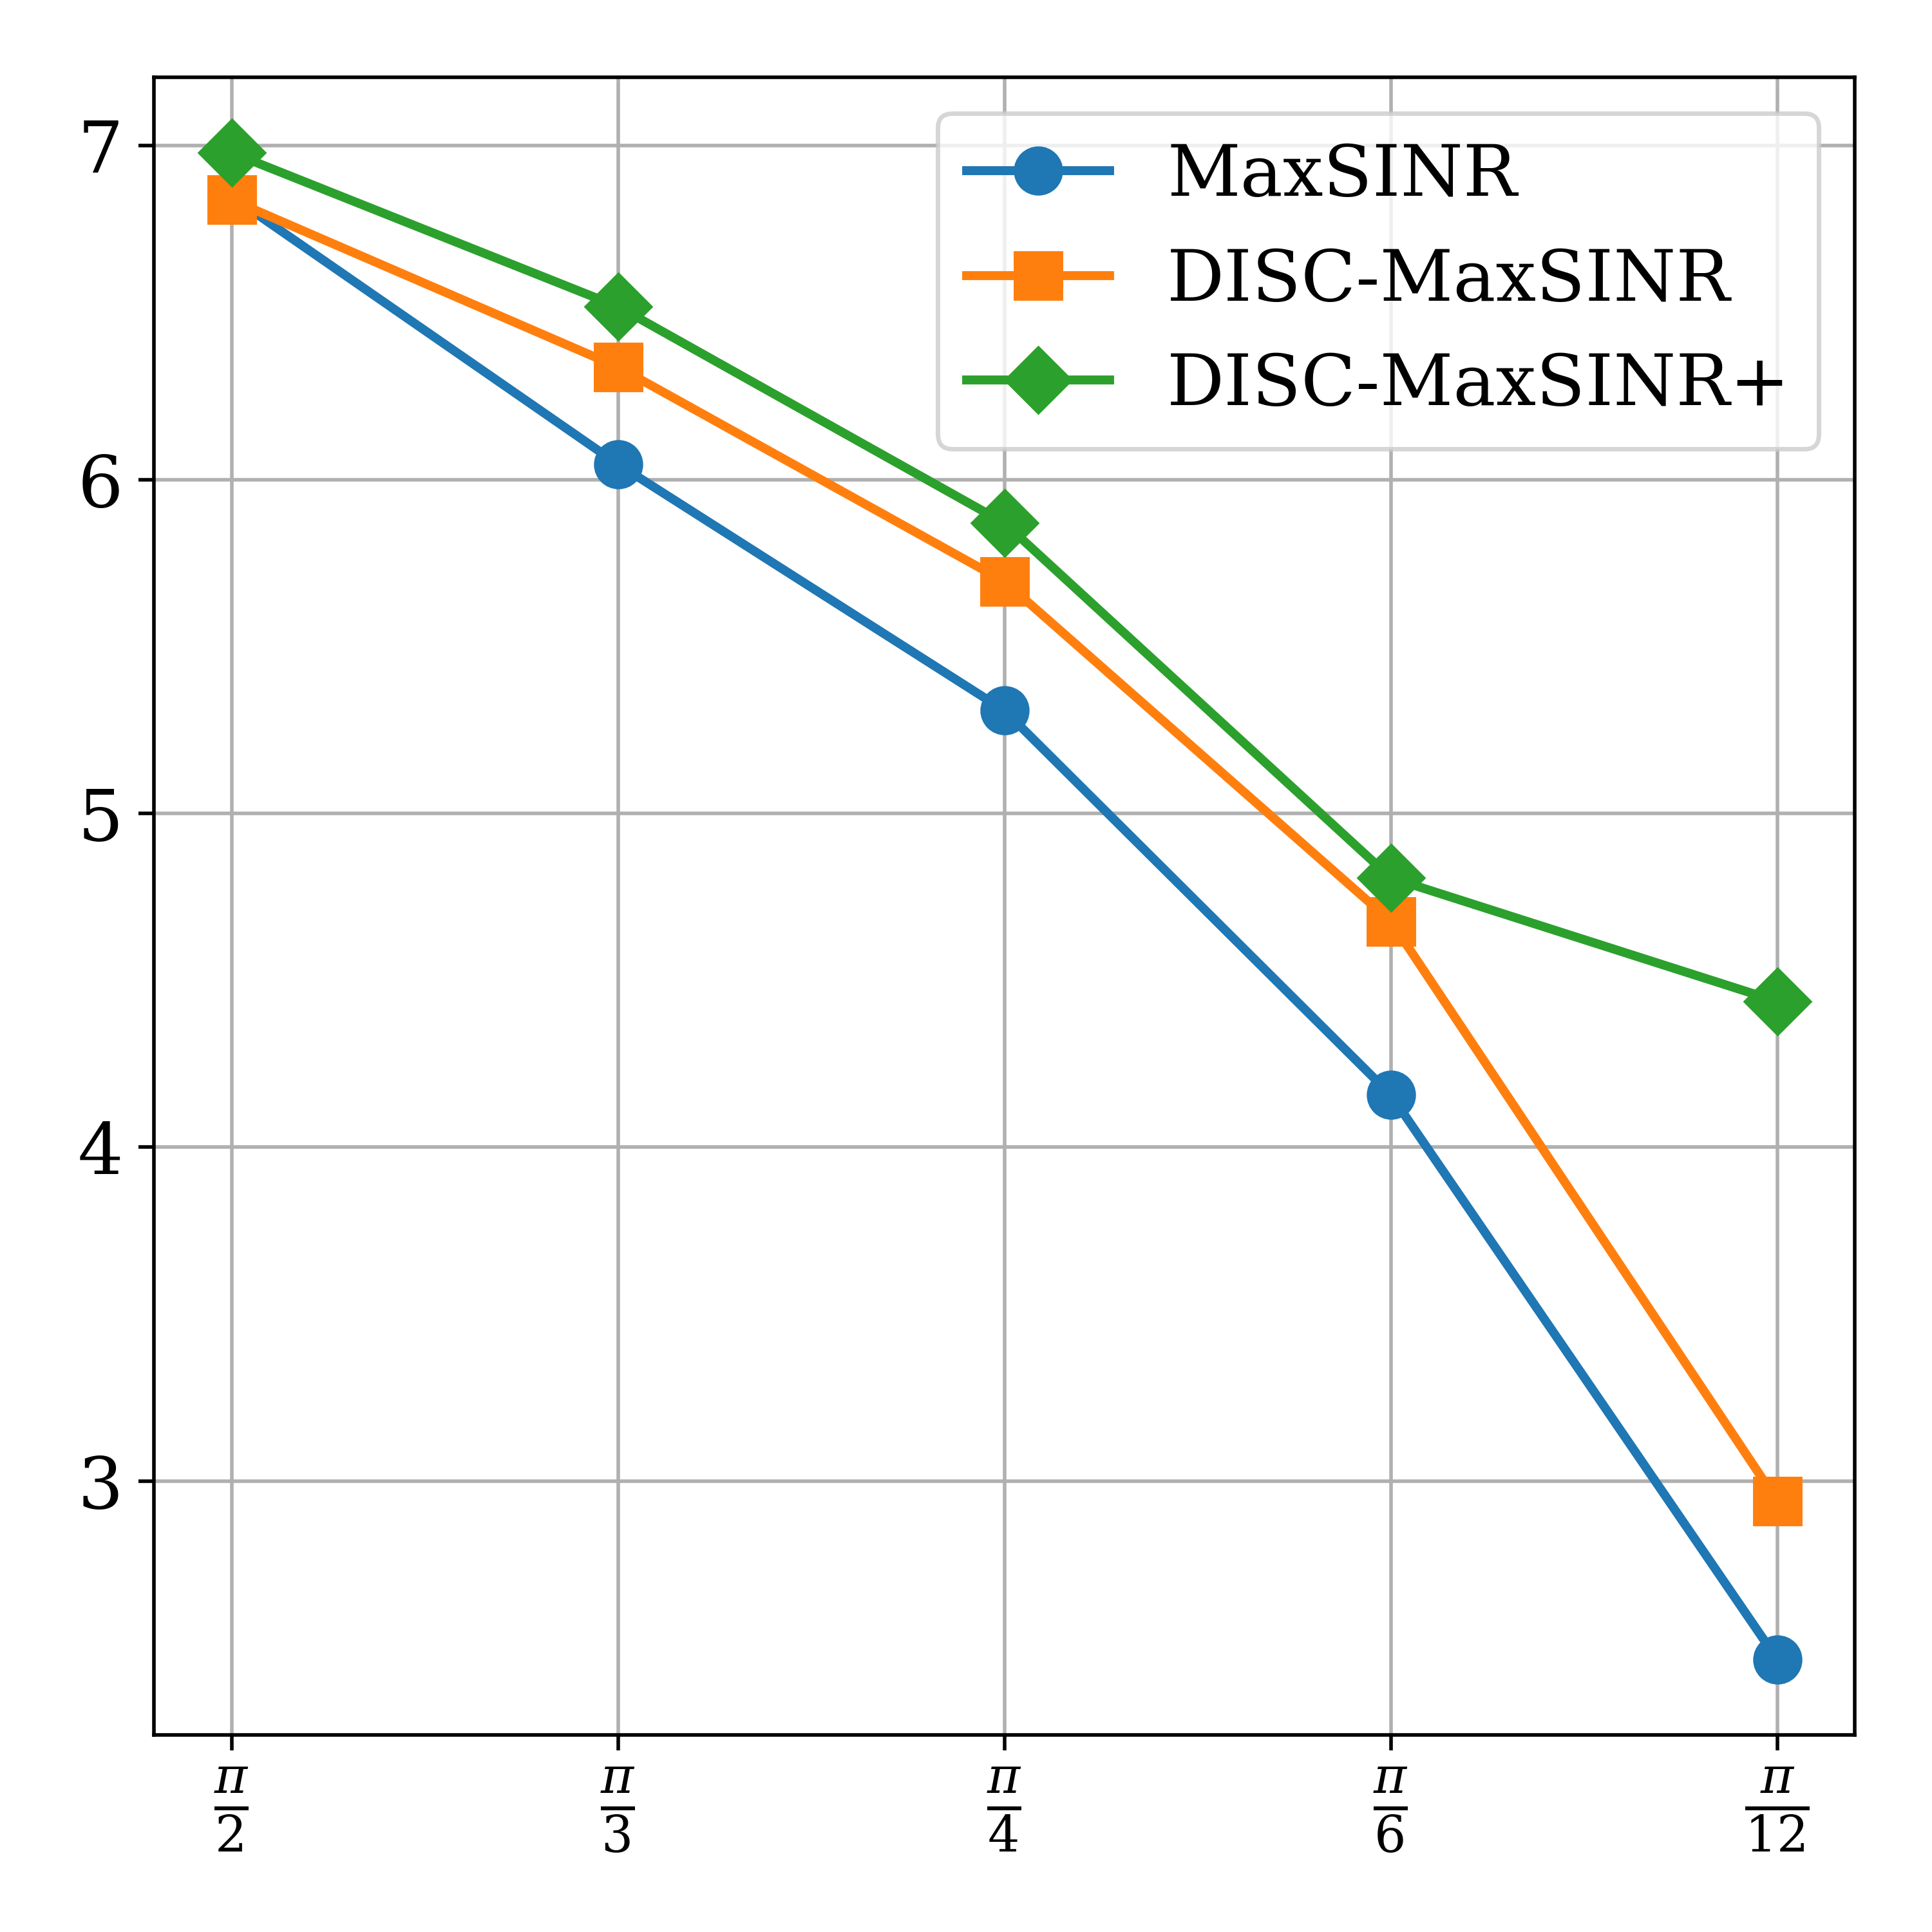 7
6
5
4
3
MaxSINR
DISC-MaxSINR
DISC-MaxSINR+
π/2 π/3 π/4 π/6 π/12